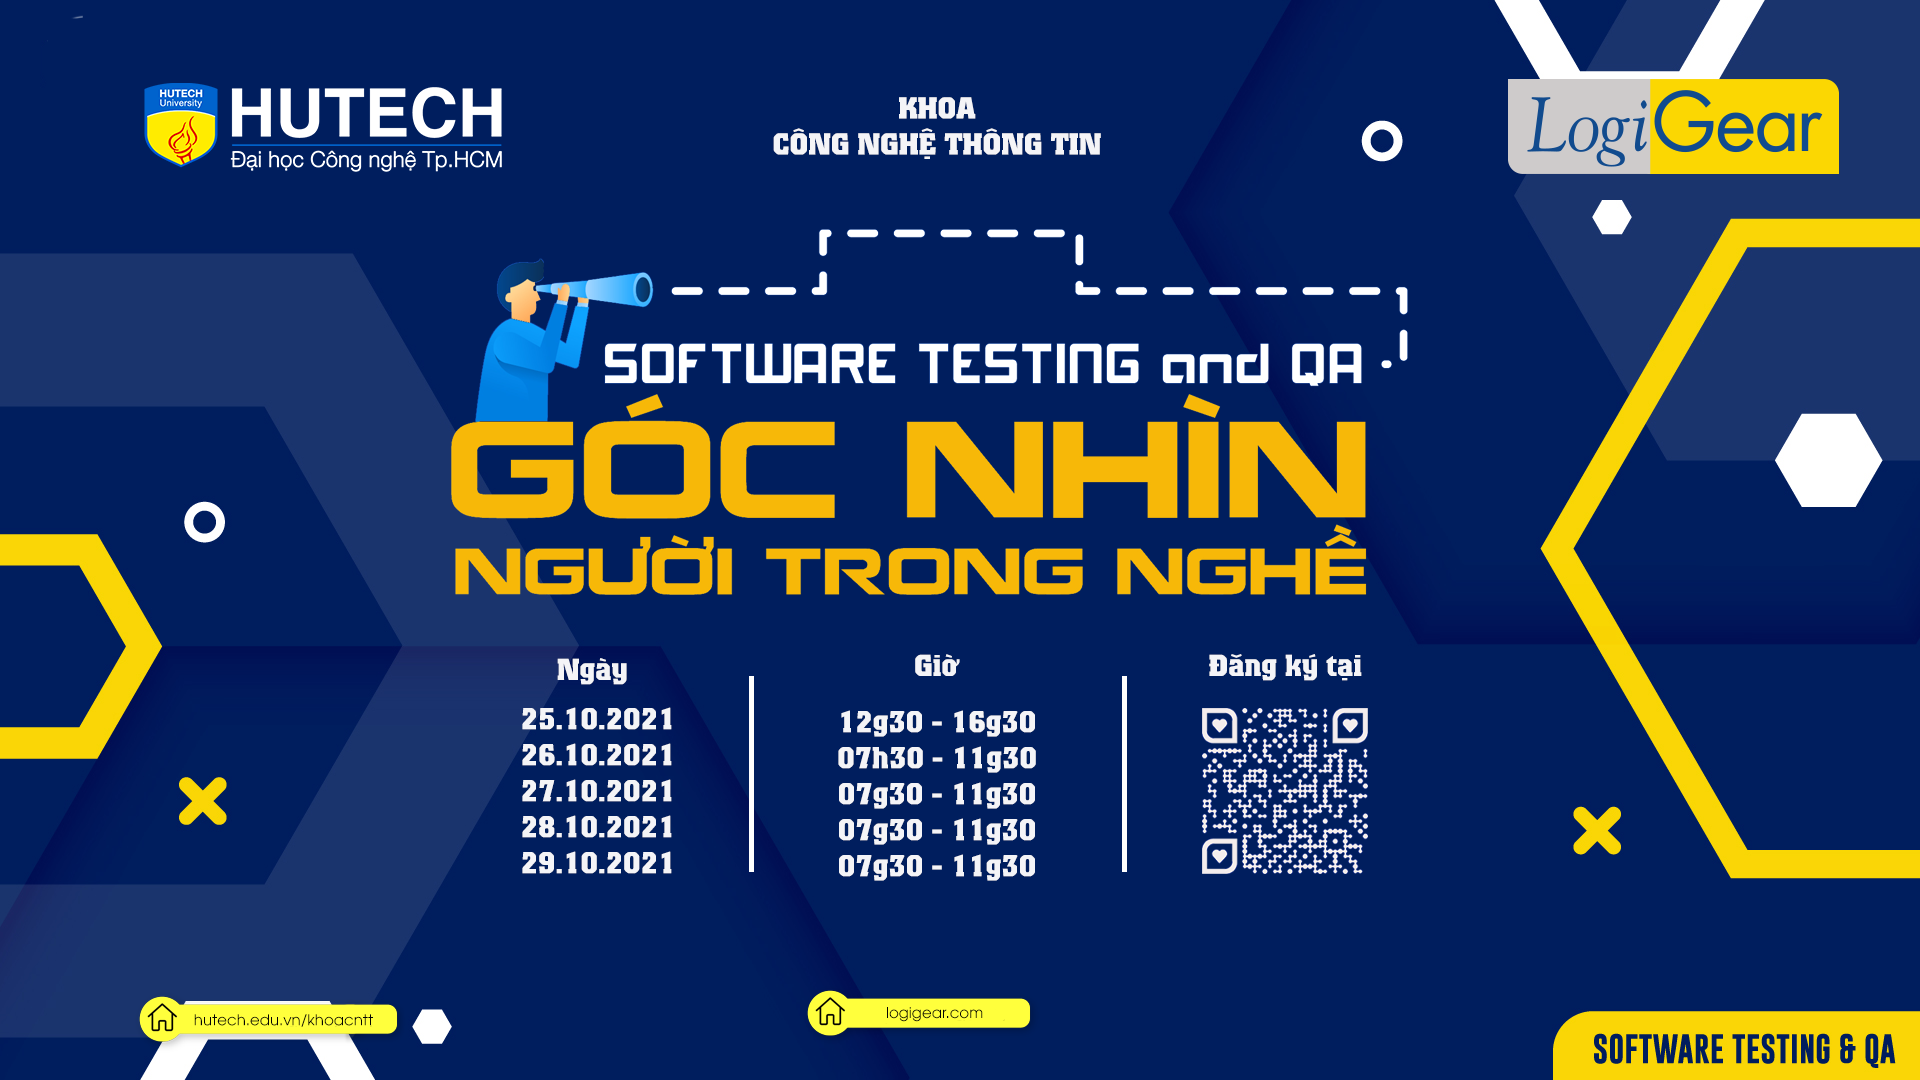 HUTECH
University
HUTECH
Đại học Công nghệ Tp.HCM
KHOA
CÔNG NGHỆ THÔNG TIN
LogiGear
SOFTWARE TESTING and QA
GÓC NHÌN
NGƯỜI TRONG NGHỀ
Ngày
25.10.2021
26.10.2021
27.10.2021
28.10.2021
29.10.2021
Giờ
12g30 - 16g30
07h30 - 11g30
07g30 - 11g30
07g30 - 11g30
07g30 - 11g30
Đăng ký tại
hutech.edu.vn/khoacntt
logigear.com
SOFTWARE TESTING & QA